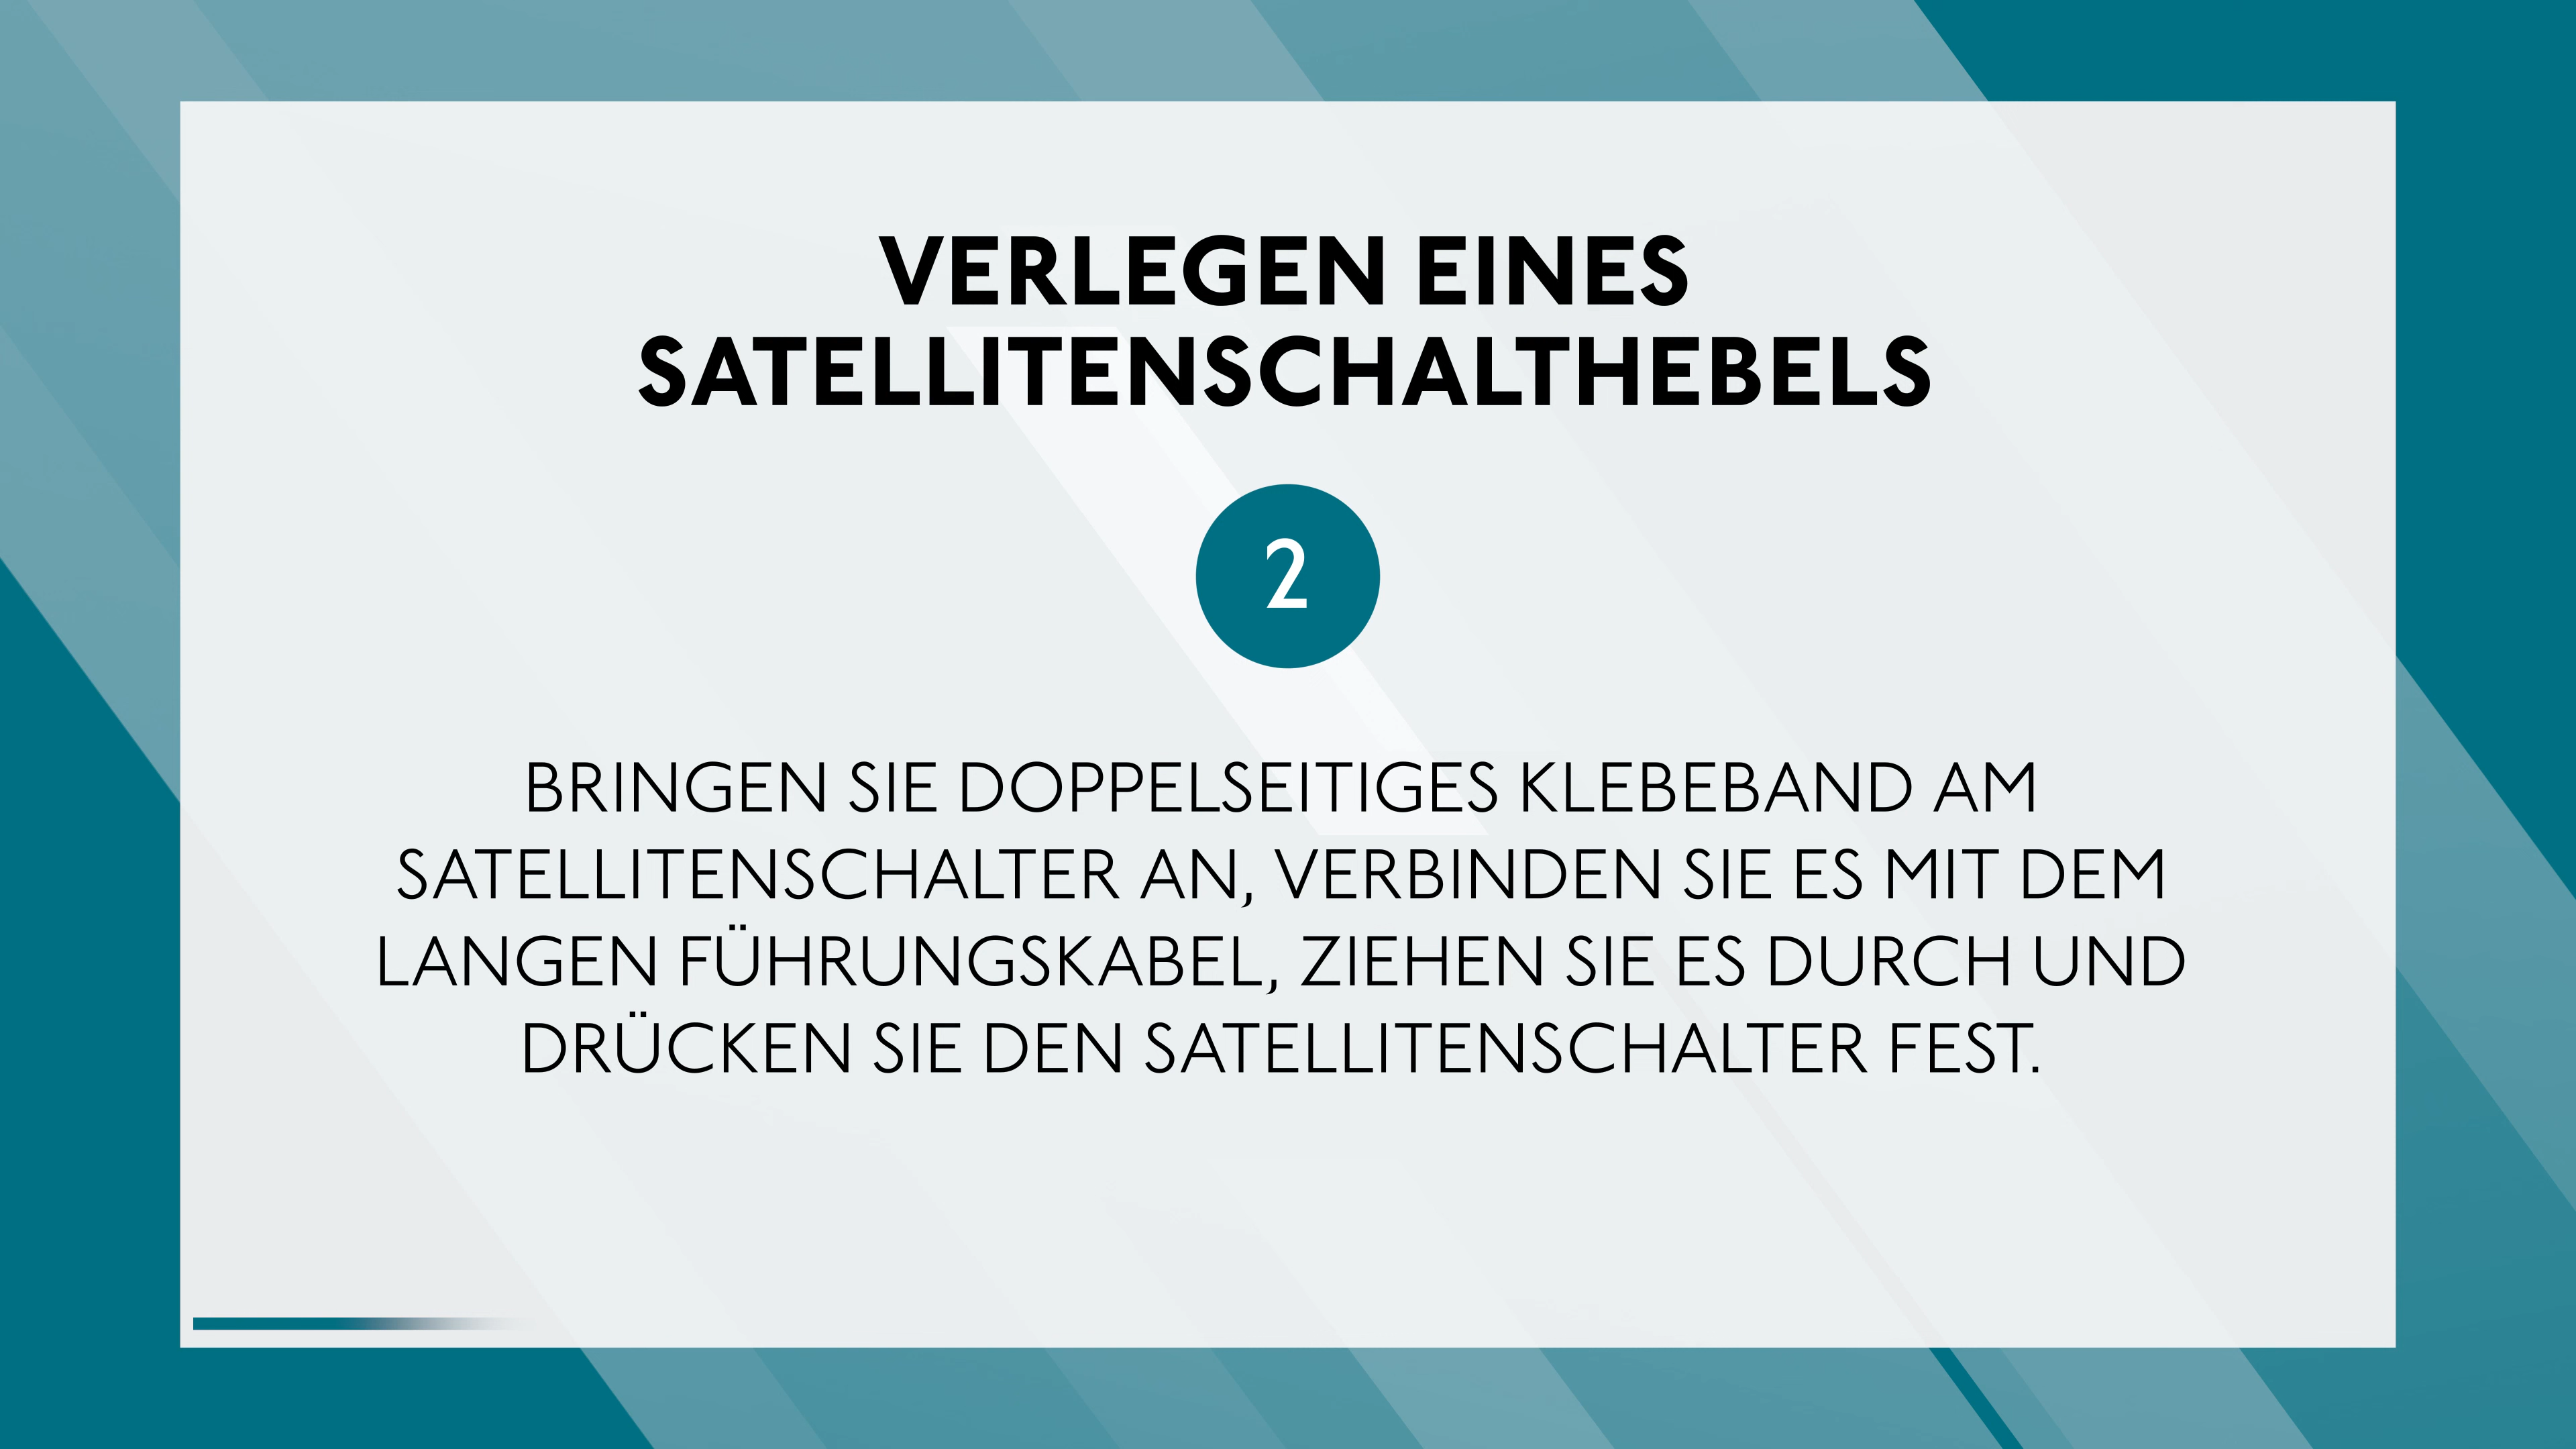 VERLEGEN EINES
SATELLITENSCHALTHEBELS
2
BRINGEN SIE DOPPELSEITIGES KLEBEBAND AM
SATELLITENSCHALTER AN, VERBINDEN SIE ES MIT DEM
LANGEN FÜHRUNGSKABEL, ZIEHEN SIE ES DURCH UND
DRÜCKEN SIE DEN SATELLITENSCHALTER FEST.